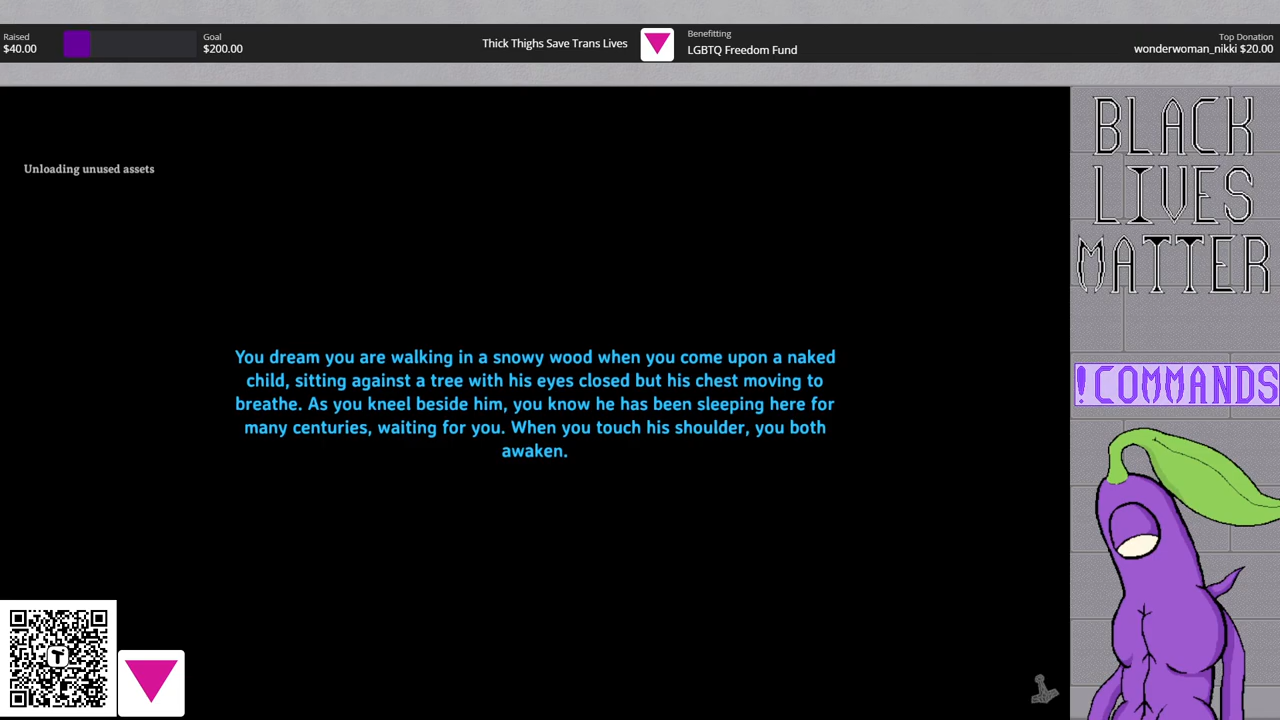 Raised
$40.00
Goal
$200.00
Thick Thighs Save Trans Lives
Benefitting
LGBTQ Freedom Fund
Top Donation
wonderwoman_nikki $20.00
Unloading unused assets
You dream you are walking in a snowy wood when you come upon a naked
child, sitting against a tree with his eyes closed but his chest moving to
breathe. As you kneel beside him, you know he has been sleeping here for
many centuries, waiting for you. When you touch his shoulder, you both
awaken.
BLACK
LIVES
MATTER
!COMMANDS
T